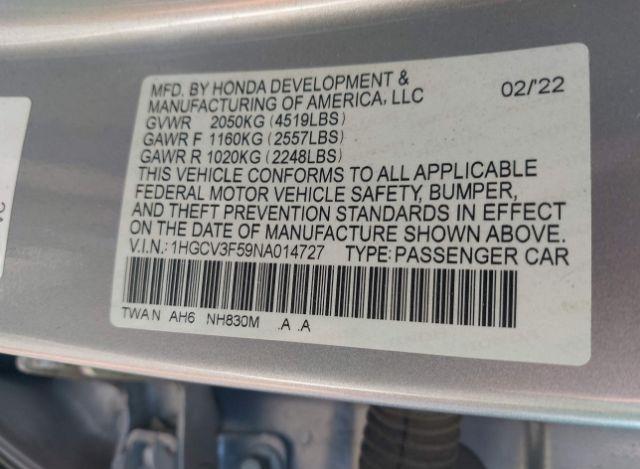 MFD. BY HONDA DEVELOPMENT &
MANUFACTURING OF AMERICA, LLC 02/'22
GVWR 2050KG (4519LBS)
GAWR F 1160KG (2557LBS)
GAWR R 1020KG (2248LBS)
THIS VEHICLE CONFORMS TO ALL APPLICABLE
FEDERAL MOTOR VEHICLE SAFETY, BUMPER,
AND THEFT PREVENTION STANDARDS IN EFFECT
ON THE DATE OF MANUFACTURE SHOWN ABOVE.
V.I.N.: 1HGCV3F59NA014727 TYPE: PASSENGER CAR
TWA N AH6 NH830M .A .A